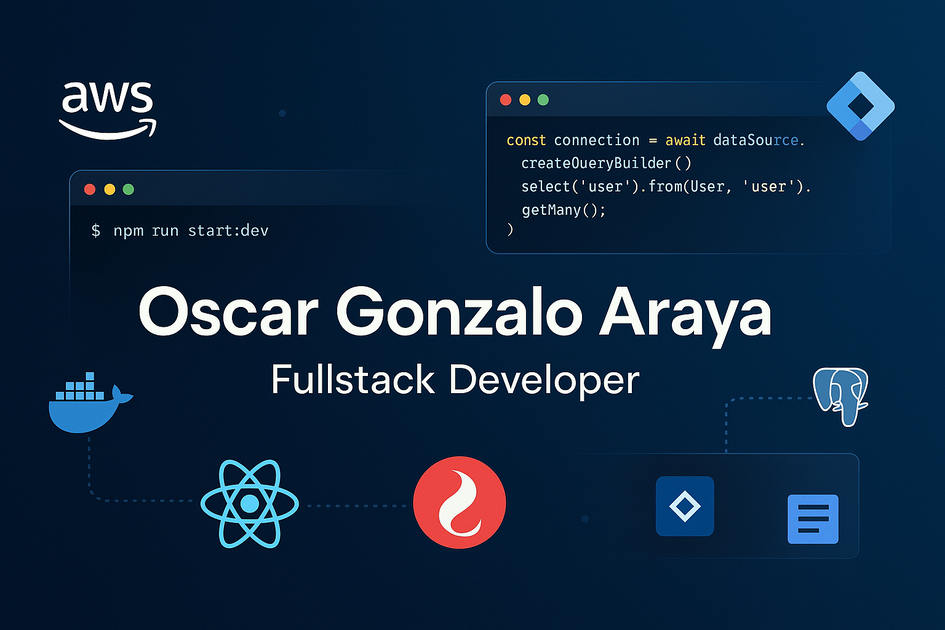 aws
$ npm run start:dev
const connection = await dataSource.
createOueryBuilder()
select('user').from(User, 'user').
getMany();
)
Oscar Gonzalo Araya
Fullstack Developer